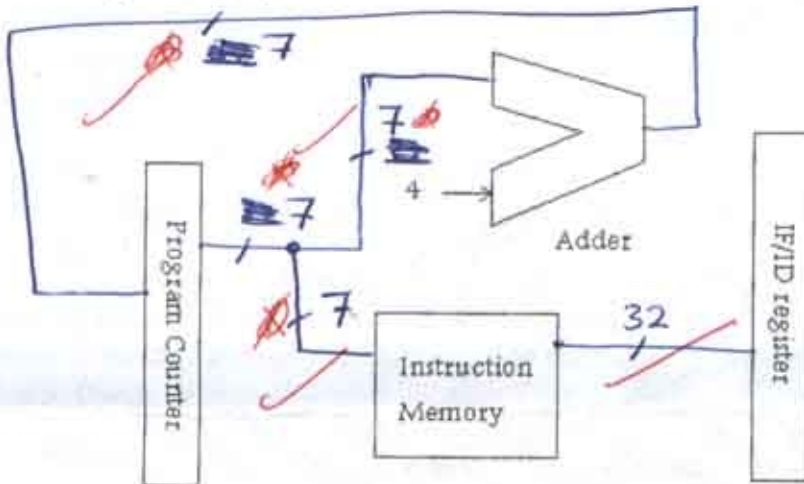 7
7
4
Adder
7
Program Counter
7
32
Instruction
Memory
IF/ID register